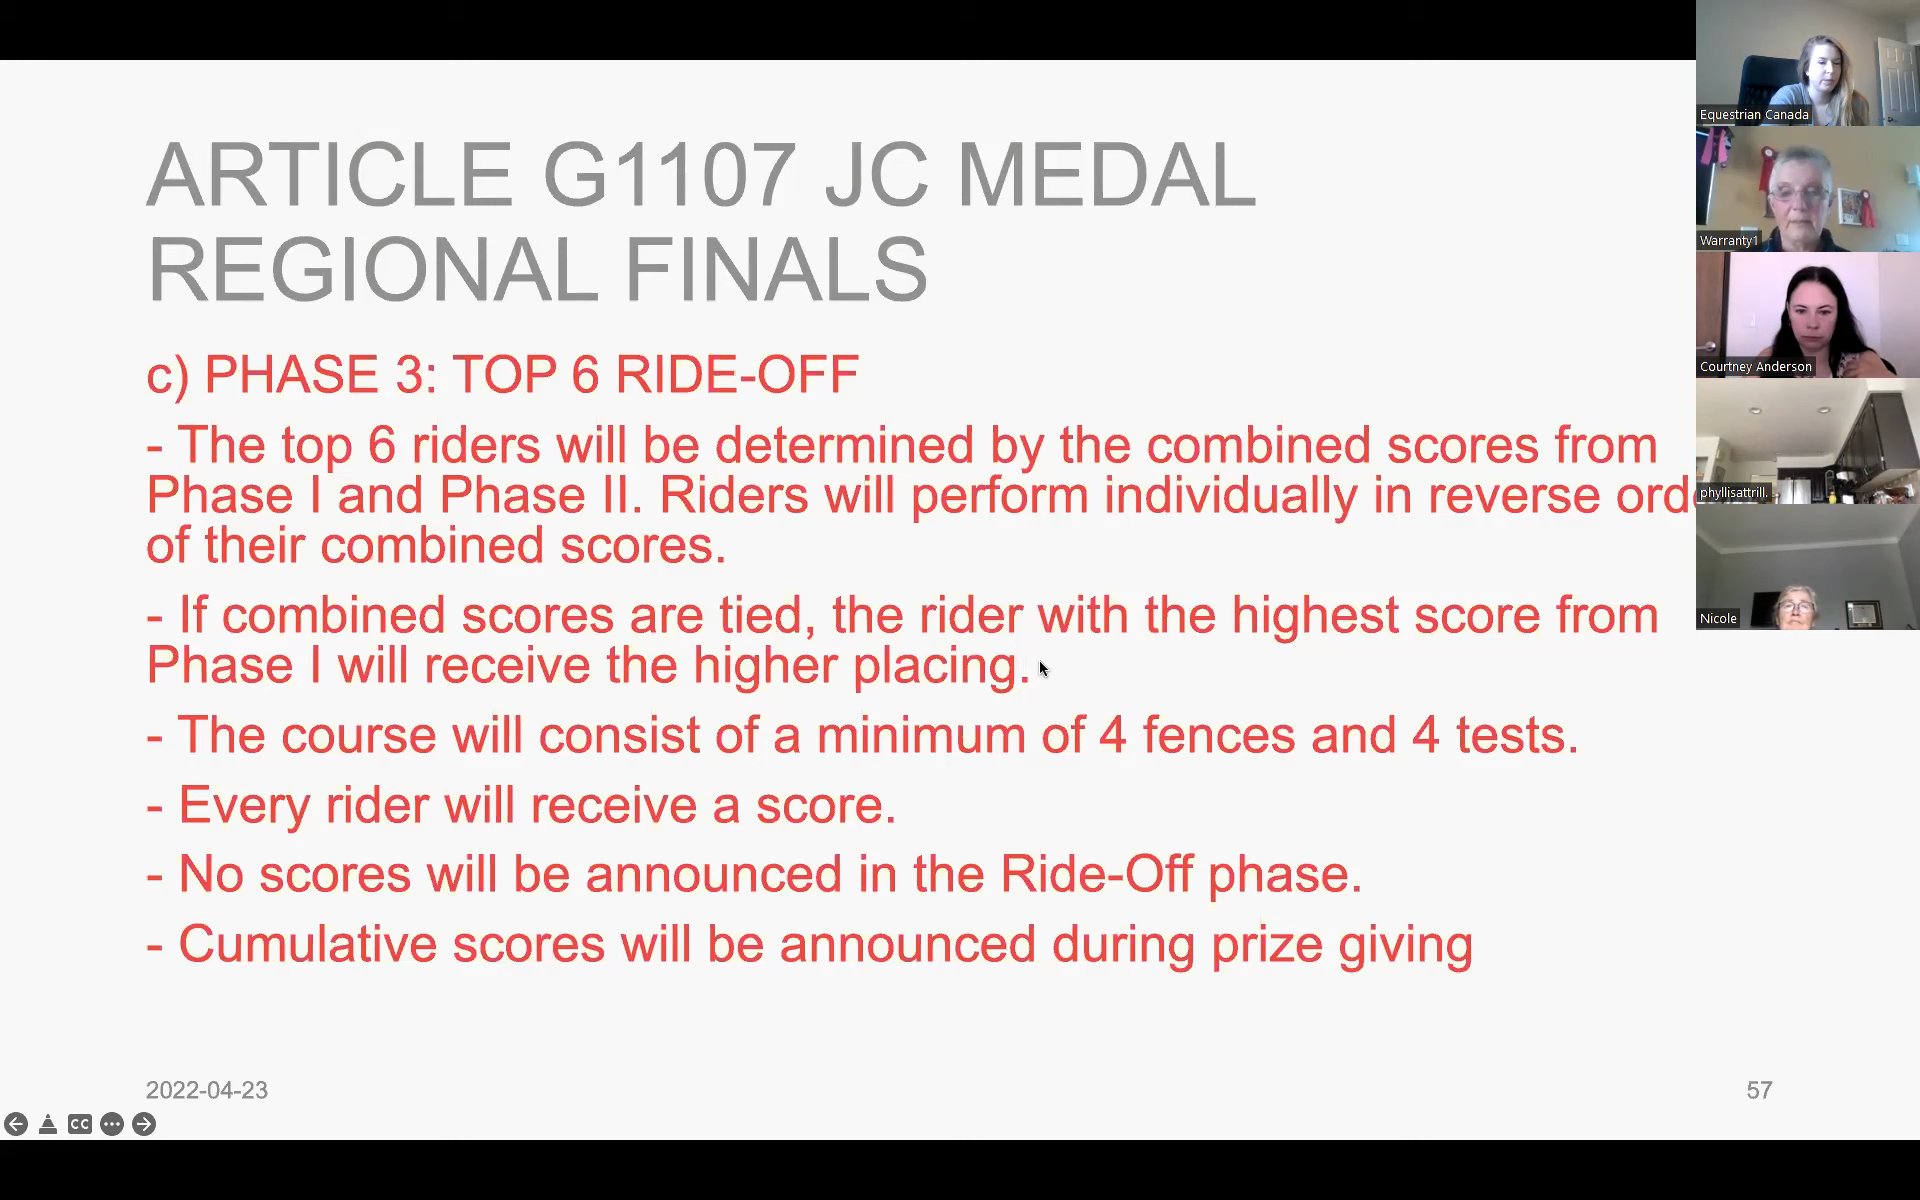 ARTICLE G1107 JC MEDAL
REGIONAL FINALS
c) PHASE 3: TOP 6 RIDE-OFF
- The top 6 riders will be determined by the combined scores from
Phase I and Phase II. Riders will perform individually in reverse ord
of their combined scores.
- If combined scores are tied, the rider with the highest score from
Phase I will receive the higher placing.
- The course will consist of a minimum of 4 fences and 4 tests.
- Every rider will receive a score.
- No scores will be announced in the Ride-Off phase.
- Cumulative scores will be announced during prize giving
2022-04-23
57
CC
Equestrian Canada
Warranty1
Courtney Anderson
phyllisattrill.
Nicole